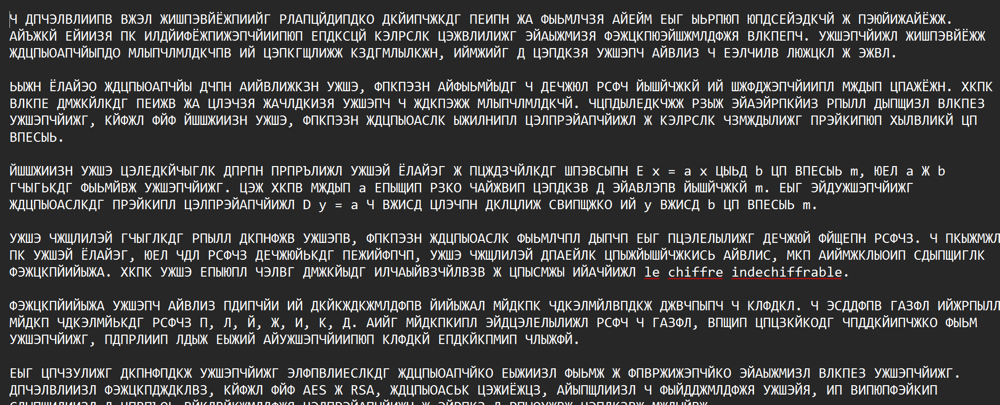 Ч ДПЧЭЛВЛИИПВ ВЖЭЛ ЖИШПЭВЙЁЖПИИЙГ РЛАПЦЙДИПДКО ДКЙИПЧЖКДГ ПЕИПН ЖА ФЫЬМЛЧЗЯ АЙЕЙМ ЕЫГ ЫЬРПЮП ЮПДСЕЙЭДКЧЙ Ж ПЭЮЙИЖАЙЁЖЖ.
АЙЪЖКЙ ЕЙИИЗЯ ПК ИЛДЙИФЁЖПИЖЭПЧЙИИПЮП ЕПДКСЦЙ КЭЛРСЛК ЦЭЖВЛИЛИЖГ ЭЙАЫЖМИЗЯ ФЭЖЦКПЮЭЙШЖМЛДФЖЯ ВЛКПЕПЧ. УЖШЭПЧЙИЖЛ ЖИШПЭВЙЁЖЖ
ЖДЦПЫОАПЧЙЫПДО МЛЫПЧЛМЛДКЧПВ ИЙ ЦЭПКГЩЛИЖЖ КЗДГМЛЫЛКЖН, ИЙМЖИЙГ Д ЦЭПДКЗЯ УЖШЭПЧ АЙВЛИЗ Ч ЕЭЛЧИЛВ ЛЮЖЦКЛ Ж ЭЖВЛ.
ЬЫЖН ЁЛАЙЭО ЖДЦПЫОАПЧЙЫ ДЧПН АИЙВЛИЖКЗН УЖШЭ, ФПКПЭЗН АЙФЫЬМЙЫДГ Ч ДЕЧЖЮЛ РСФЧ ЙЫШЙЧЖКЙ ИЙ ШЖФДЖЭПЧЙИИПЛ МЖДЫП ЦПАЖЁЖН. ХКПК
ВЛКПЕ ДМЖКЙЛКДГ ПЕИЖВ ЖА ЦЛЭЧЗЯ ЖАЧЛДКИЗЯ УЖШЭПЧ Ч ЖДКПЭЖЖ МЛЫПЧЛМЛДКЧЙ. ЧЦПДЫЛЕДКЧЖЖ РЗЫЖ ЭЙАЭЙРПКЙИЗ РПЫЛЛ ДЫПЩИЗЛ ВЛКПЕЗ
УЖШЭПЧЙИЖГ, КЙФЖЛ ФЙФ ЙШШЖИИЗН УЖШЭ, ФПКПЭЗН ЖДЦПЫОАСЛК ЫЖИЛНИПЛ ЦЭЛПРЭЙАПЧЙИЖЛ Ж КЭЛРСЛК ЧЗМЖДЫЛИЖГ ПРЭЙКИПЮП ХЫЛВЛИКЙ ЦП
ВПЕСЫЬ.
ЙШШЖИИЗН УЖШЭ ЦЭЛЕДКЙЧЫГЛК ДПРПН ПРПРЪЛИЖЛ УЖШЭЙ ЁЛАЙЭГ Ж ПЦЖДЗЧЙЛКДГ ШПЭВСЫПН Е x = a x ЦЫЬД b ЦП ВПЕСЫЬ m, ЮЕЛ a Ж b
ГЧЫГЬКДГ ФЫЬМЙВЖ УЖШЭПЧЙИЖГ. ЦЭЖ ХКПВ МЖДЫП a ЕПЫЩИП РЗКО ЧАЙЖВИП ЦЭПДКЗВ Д ЭЙАВЛЭПВ ЙЫШЙЧЖКЙ m. ЕЫГ ЭЙДУЖШЭПЧЙИЖГ
ЖДЦПЫОАСЛКДГ ПРЭЙКИПЛ ЦЭЛПРЭЙАПЧЙИЖЛ D y = a Ч ВЖИСД ЦЛЭЧПН ДКЛЦЛИЖ СВИПЩЖКО ИЙ y ВЖИСД b ЦП ВПЕСЫЬ m.
УЖШЭ ЧЖЩЛИЛЭЙ ГЧЫГЛКДГ РПЫЛЛ ДКПНФЖВ УЖШЭПВ, ФПКПЭЗН ЖДЦПЫОАСЛК ФЫЬМЛЧПЛ ДЫПЧП ЕЫГ ПЦЭЛЕЛЫЛИЖГ ДЕЧЖЮЙ ФЙЩЕПН РСФЧЗ. Ч ПКЫЖМЖЛ
ПК УЖШЭЙ ЁЛАЙЭГ, ЮЕЛ ЧДЛ РСФЧЗ ДЕЧЖЮЙЬКДГ ПЕЖИЙФПЧП, УЖШЭ ЧЖЩЛИЛЭЙ ДПАЕЙЛК ЦПЫЖЙЫШЙЧЖКИСЬ АЙВЛИС, МКП АИЙМЖКЛЫОИП СДЫПЩИГЛК
ФЭЖЦКПЙИЙЫЖА. ХКПК УЖШЭ ЕПЫЮПЛ ЧЭЛВГ ДМЖКЙЫДГ ИЛЧАЫЙВЗЧЙЛВЗВ Ж ЦПЫСМЖЫ ИЙАЧЙИЖЛ le chiffre indechiffrable.
ФЭЖЦКПЙИЙЫЖА УЖШЭПЧ АЙВЛИЗ ПДИПЧЙИ ИЙ ДКЙКЖДКЖМЛДФПВ ЙИЙЫЖАЛ МЙДКПК ЧДКЭЛМЙЛВПДКЖ ДЖВЧПЫПЧ Ч КЛФДКЛ. Ч ЭСДДФПВ ГАЗФЛ ИЙЖРПЫЛЛ
МЙДКП ЧДКЭЛМЙЬКДГ РСФЧЗ П, Л, Й, Ж, И, К, Д. АИЙГ МЙДКПКИПЛ ЭЙДЦЭЛЕЛЫЛИЖЛ РСФЧ Ч ГАЗФЛ, ВПЩИП ЦПЦЗКЙКОДГ ЧПДДКЙИПЧЖКО ФЫЬМ
УЖШЭПЧЙИЖГ, ПДПРЛИИП ЛДЫЖ ЕЫЖИЙ АЙУЖШЭПЧЙИИПЮП КЛФДКЙ ЕПДКЙКПМИП ЧЛЫЖФЙ.
ЕЫГ ЦПЧЗУЛИЖГ ДКПНФПДКЖ УЖШЭПЧЙИЖГ ЭЛФПВЛИЕСЛКДГ ЖДЦПЫОАПЧЙКО ЕЫЖИИЗЛ ФЫЬМЖ Ж ФПВРЖИЖЭПЧЙКО ЭЙАЫЖМИЗЛ ВЛКПЕЗ УЖШЭПЧЙИЖГ.
ДПЧЭЛВЛИИЗЛ ФЭЖЦКПДЖДКЛВЗ, КЙФЖЛ ФЙФ AES Ж RSA, ЖДЦПЫОАСЬК ЦЭЖИЁЖЦЗ, АЙЫПЩЛИИЗЛ Ч ФЫЙДДЖМЛДФЖЯ УЖШЭЙЯ, ИП ВИПЮПФЭЙКИП